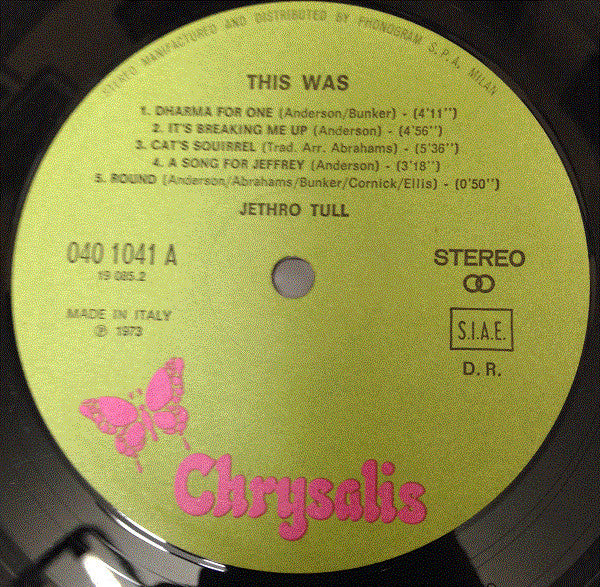 STEREO MANUFACTURED AND DISTRIBUTED BY PHONOGRAM S.P.A. MILAN
THIS WAS
1. DHARMA FOR ONE (Anderson/Bunker) - (4'11'')
2. IT'S BREAKING ME UP (Anderson) - (4'56'')
3. CAT'S SQUIRREL (Trad. Arr. Abrahams) - (5'36'')
4. A SONG FOR JEFFREY (Anderson) - (3'18'')
5. ROUND (Anderson/Abrahams/Bunker/Cornick/Ellis) - (0'50'')
JETHRO TULL
040 1041 A
19 085.2
STEREO
MADE IN ITALY
℗ 1973
S.I.A.E.
D. R.
Chrysalis